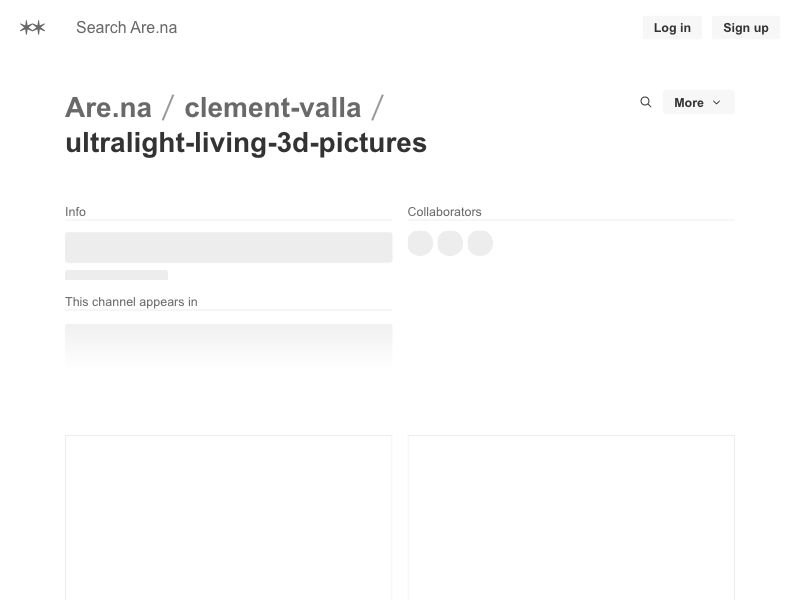 Search Are.na
Log in
Sign up
Are.na / clement-valla /
ultralight-living-3d-pictures
More
Info
Collaborators
This channel appears in